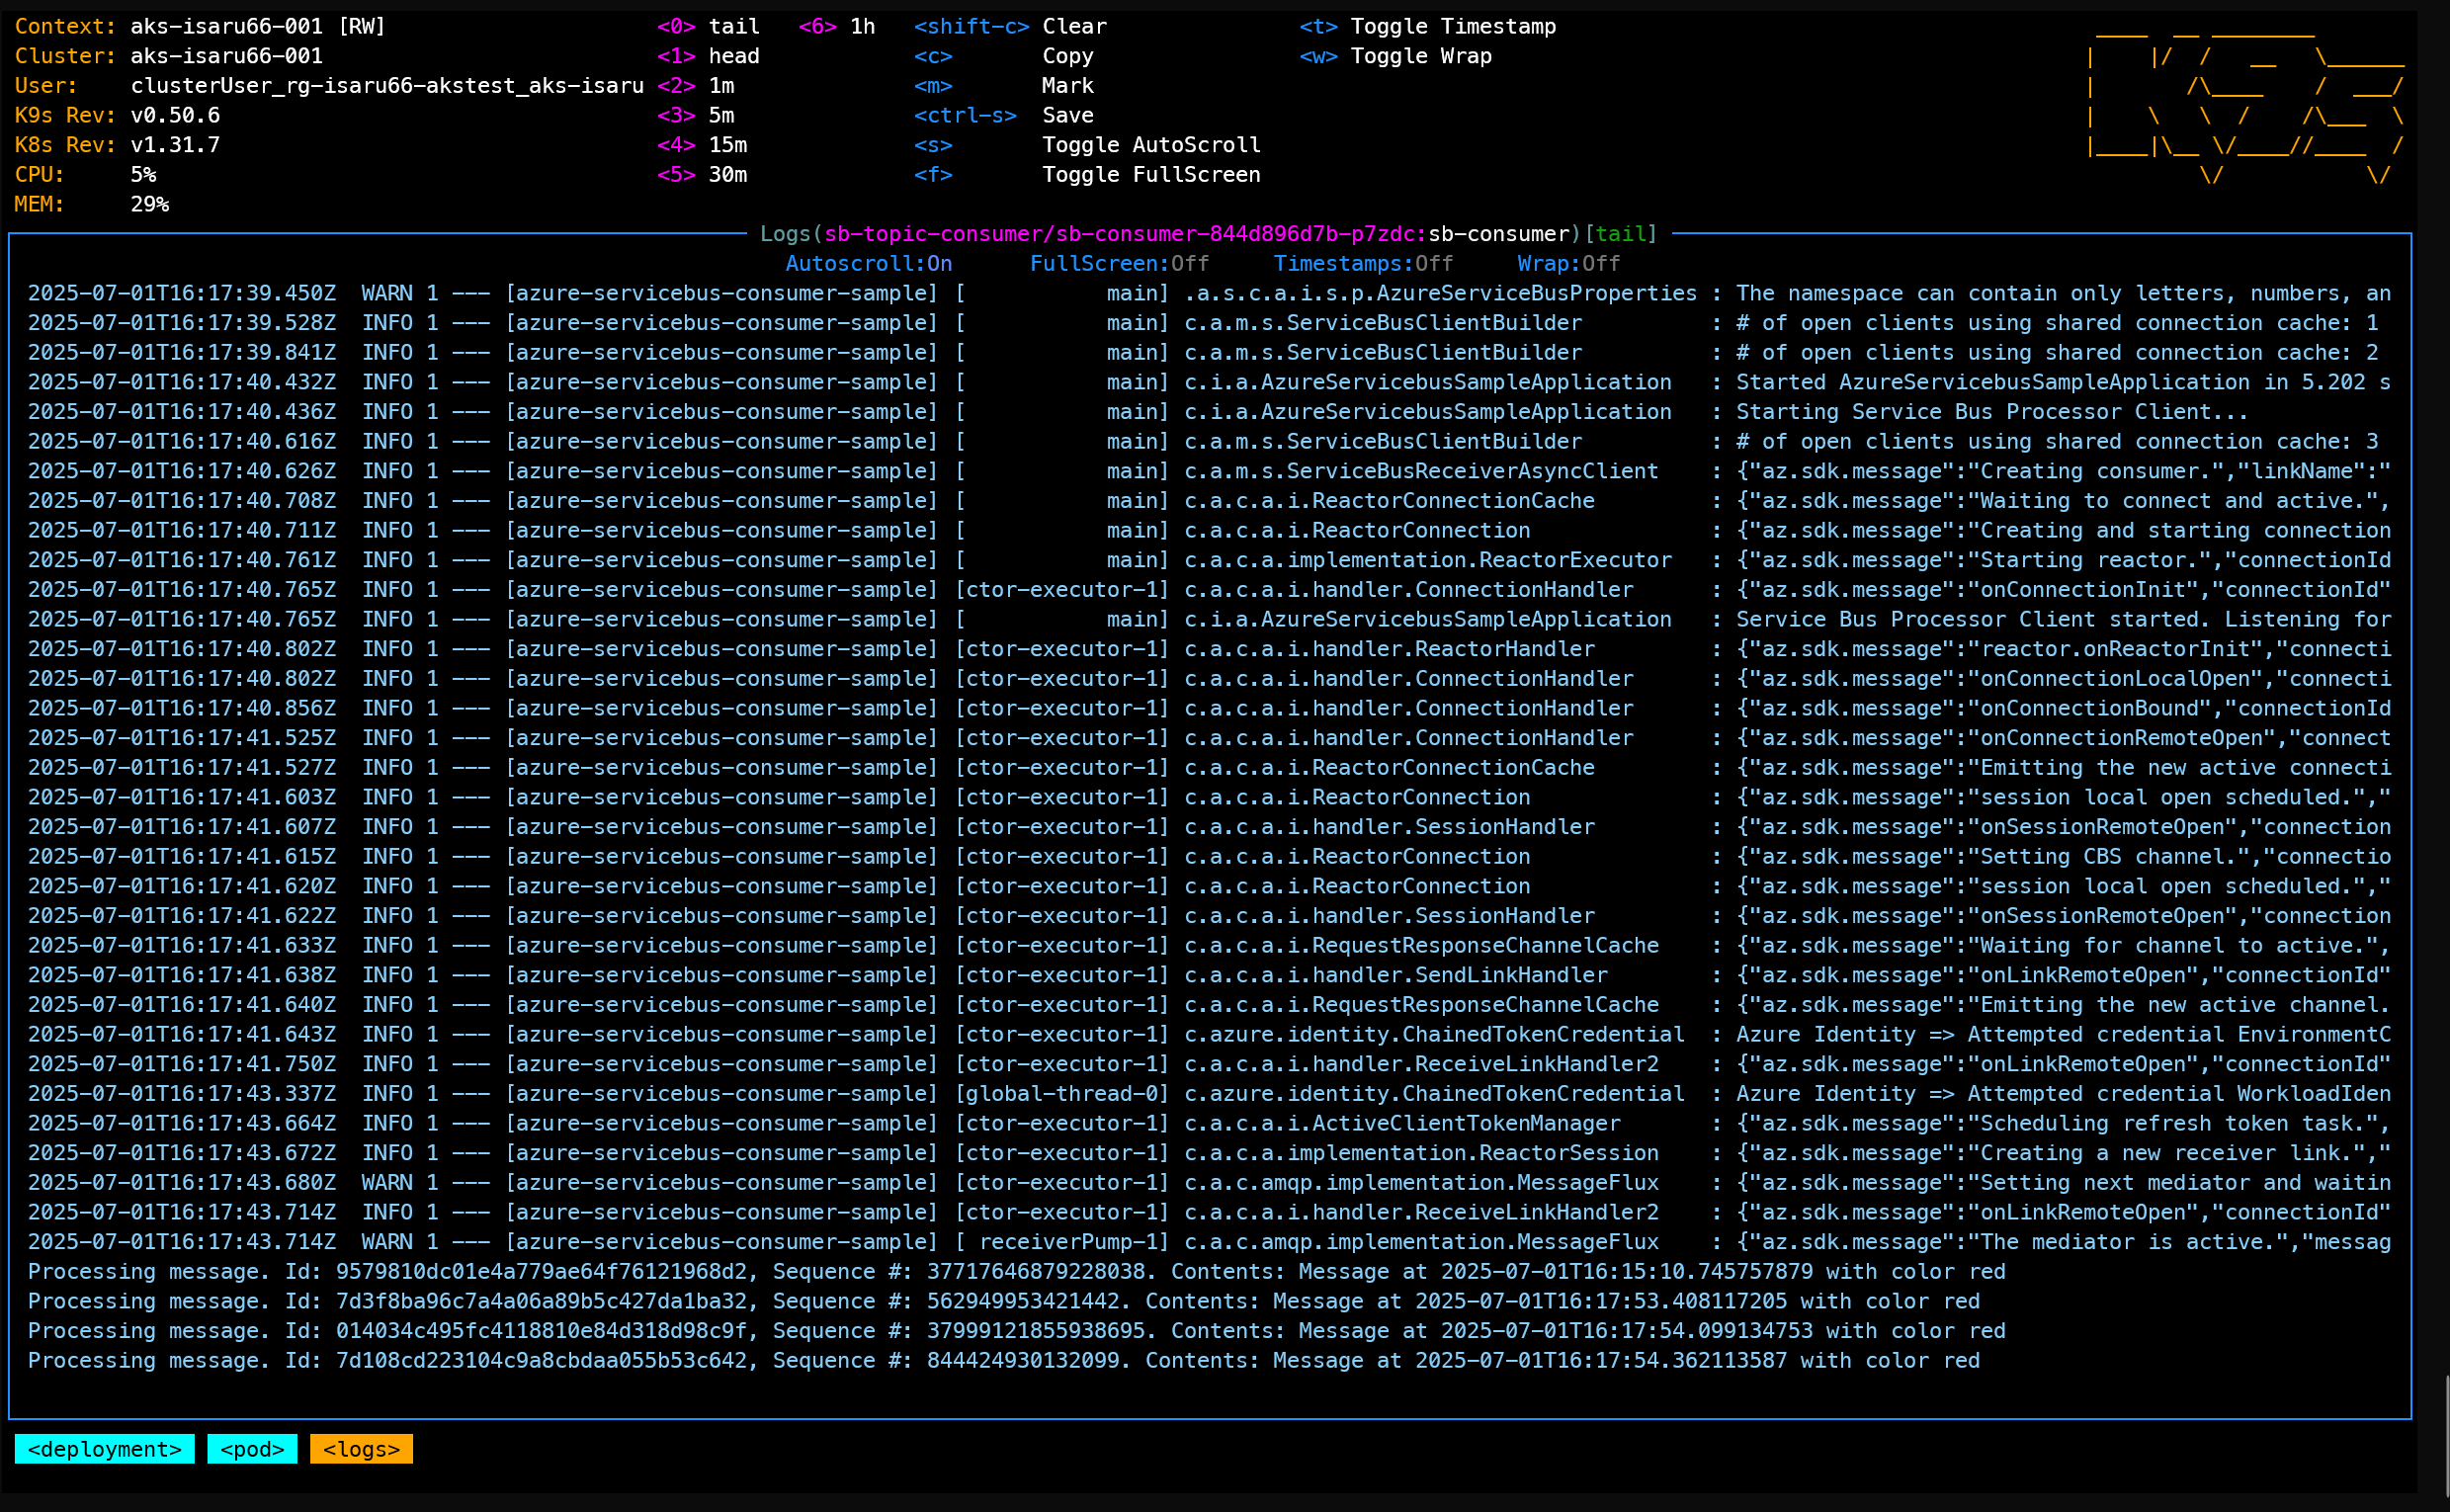 Context: aks-isaru66-001 [RW] <0> tail <6> 1h <shift-c> Clear <t> Toggle Timestamp
Cluster: aks-isaru66-001 <1> head <c> Copy <w> Toggle Wrap
User: clusterUser_rg-isaru66-akstest_aks-isaru <2> 1m <m> Mark
K9s Rev: v0.50.6 <3> 5m <ctrl-s> Save
K8s Rev: v1.31.7 <4> 15m <s> Toggle AutoScroll
CPU: 5% <5> 30m <f> Toggle FullScreen
MEM: 29%
Logs(sb-topic-consumer/sb-consumer-844d896d7b-p7zdc:sb-consumer)[tail]
Autoscroll:On FullScreen:Off Timestamps:Off Wrap:Off
2025-07-01T16:17:39.450Z WARN 1 --- [azure-servicebus-consumer-sample] [ main] .a.s.c.a.i.s.p.AzureServiceBusProperties : The namespace can contain only letters, numbers, an
2025-07-01T16:17:39.528Z INFO 1 --- [azure-servicebus-consumer-sample] [ main] c.a.m.s.ServiceBusClientBuilder : # of open clients using shared connection cache: 1
2025-07-01T16:17:39.841Z INFO 1 --- [azure-servicebus-consumer-sample] [ main] c.a.m.s.ServiceBusClientBuilder : # of open clients using shared connection cache: 2
2025-07-01T16:17:40.432Z INFO 1 --- [azure-servicebus-consumer-sample] [ main] c.i.a.AzureServicebusSampleApplication : Started AzureServicebusSampleApplication in 5.202 s
2025-07-01T16:17:40.436Z INFO 1 --- [azure-servicebus-consumer-sample] [ main] c.i.a.AzureServicebusSampleApplication : Starting Service Bus Processor Client...
2025-07-01T16:17:40.616Z INFO 1 --- [azure-servicebus-consumer-sample] [ main] c.a.m.s.ServiceBusClientBuilder : # of open clients using shared connection cache: 3
2025-07-01T16:17:40.626Z INFO 1 --- [azure-servicebus-consumer-sample] [ main] c.a.m.s.ServiceBusReceiverAsyncClient : {"az.sdk.message":"Creating consumer.","linkName":"
2025-07-01T16:17:40.708Z INFO 1 --- [azure-servicebus-consumer-sample] [ main] c.a.c.a.i.ReactorConnectionCache : {"az.sdk.message":"Waiting to connect and active.",
2025-07-01T16:17:40.711Z INFO 1 --- [azure-servicebus-consumer-sample] [ main] c.a.c.a.i.ReactorConnection : {"az.sdk.message":"Creating and starting connection
2025-07-01T16:17:40.761Z INFO 1 --- [azure-servicebus-consumer-sample] [ main] c.a.c.a.implementation.ReactorExecutor : {"az.sdk.message":"Starting reactor.","connectionId
2025-07-01T16:17:40.765Z INFO 1 --- [azure-servicebus-consumer-sample] [ctor-executor-1] c.a.c.a.i.handler.ConnectionHandler : {"az.sdk.message":"onConnectionInit","connectionId"
2025-07-01T16:17:40.765Z INFO 1 --- [azure-servicebus-consumer-sample] [ main] c.i.a.AzureServicebusSampleApplication : Service Bus Processor Client started. Listening for
2025-07-01T16:17:40.802Z INFO 1 --- [azure-servicebus-consumer-sample] [ctor-executor-1] c.a.c.a.i.handler.ReactorHandler : {"az.sdk.message":"reactor.onReactorInit","connecti
2025-07-01T16:17:40.802Z INFO 1 --- [azure-servicebus-consumer-sample] [ctor-executor-1] c.a.c.a.i.handler.ConnectionHandler : {"az.sdk.message":"onConnectionLocalOpen","connecti
2025-07-01T16:17:40.856Z INFO 1 --- [azure-servicebus-consumer-sample] [ctor-executor-1] c.a.c.a.i.handler.ConnectionHandler : {"az.sdk.message":"onConnectionBound","connectionId
2025-07-01T16:17:41.525Z INFO 1 --- [azure-servicebus-consumer-sample] [ctor-executor-1] c.a.c.a.i.handler.ConnectionHandler : {"az.sdk.message":"onConnectionRemoteOpen","connect
2025-07-01T16:17:41.527Z INFO 1 --- [azure-servicebus-consumer-sample] [ctor-executor-1] c.a.c.a.i.ReactorConnectionCache : {"az.sdk.message":"Emitting the new active connecti
2025-07-01T16:17:41.603Z INFO 1 --- [azure-servicebus-consumer-sample] [ctor-executor-1] c.a.c.a.i.ReactorConnection : {"az.sdk.message":"session local open scheduled.","
2025-07-01T16:17:41.607Z INFO 1 --- [azure-servicebus-consumer-sample] [ctor-executor-1] c.a.c.a.i.handler.SessionHandler : {"az.sdk.message":"onSessionRemoteOpen","connection
2025-07-01T16:17:41.615Z INFO 1 --- [azure-servicebus-consumer-sample] [ctor-executor-1] c.a.c.a.i.ReactorConnection : {"az.sdk.message":"Setting CBS channel.","connectio
2025-07-01T16:17:41.620Z INFO 1 --- [azure-servicebus-consumer-sample] [ctor-executor-1] c.a.c.a.i.ReactorConnection : {"az.sdk.message":"session local open scheduled.","
2025-07-01T16:17:41.622Z INFO 1 --- [azure-servicebus-consumer-sample] [ctor-executor-1] c.a.c.a.i.handler.SessionHandler : {"az.sdk.message":"onSessionRemoteOpen","connection
2025-07-01T16:17:41.633Z INFO 1 --- [azure-servicebus-consumer-sample] [ctor-executor-1] c.a.c.a.i.RequestResponseChannelCache : {"az.sdk.message":"Waiting for channel to active.",
2025-07-01T16:17:41.638Z INFO 1 --- [azure-servicebus-consumer-sample] [ctor-executor-1] c.a.c.a.i.handler.SendLinkHandler : {"az.sdk.message":"onLinkRemoteOpen","connectionId"
2025-07-01T16:17:41.640Z INFO 1 --- [azure-servicebus-consumer-sample] [ctor-executor-1] c.a.c.a.i.RequestResponseChannelCache : {"az.sdk.message":"Emitting the new active channel.
2025-07-01T16:17:41.643Z INFO 1 --- [azure-servicebus-consumer-sample] [ctor-executor-1] c.azure.identity.ChainedTokenCredential : Azure Identity => Attempted credential EnvironmentC
2025-07-01T16:17:41.750Z INFO 1 --- [azure-servicebus-consumer-sample] [ctor-executor-1] c.a.c.a.i.handler.ReceiveLinkHandler2 : {"az.sdk.message":"onLinkRemoteOpen","connectionId"
2025-07-01T16:17:43.337Z INFO 1 --- [azure-servicebus-consumer-sample] [global-thread-0] c.azure.identity.ChainedTokenCredential : Azure Identity => Attempted credential WorkloadIden
2025-07-01T16:17:43.664Z INFO 1 --- [azure-servicebus-consumer-sample] [ctor-executor-1] c.a.c.a.i.ActiveClientTokenManager : {"az.sdk.message":"Scheduling refresh token task.",
2025-07-01T16:17:43.672Z INFO 1 --- [azure-servicebus-consumer-sample] [ctor-executor-1] c.a.c.a.implementation.ReactorSession : {"az.sdk.message":"Creating a new receiver link.","
2025-07-01T16:17:43.680Z WARN 1 --- [azure-servicebus-consumer-sample] [ctor-executor-1] c.a.c.amqp.implementation.MessageFlux : {"az.sdk.message":"Setting next mediator and waitin
2025-07-01T16:17:43.714Z INFO 1 --- [azure-servicebus-consumer-sample] [ctor-executor-1] c.a.c.a.i.handler.ReceiveLinkHandler2 : {"az.sdk.message":"onLinkRemoteOpen","connectionId"
2025-07-01T16:17:43.714Z WARN 1 --- [azure-servicebus-consumer-sample] [ receiverPump-1] c.a.c.amqp.implementation.MessageFlux : {"az.sdk.message":"The mediator is active.","messag
Processing message. Id: 9579810dc01e4a779ae64f76121968d2, Sequence #: 37717646879228038. Contents: Message at 2025-07-01T16:15:10.745757879 with color red
Processing message. Id: 7d3f8ba96c7a4a06a89b5c427da1ba32, Sequence #: 562949953421442. Contents: Message at 2025-07-01T16:17:53.408117205 with color red
Processing message. Id: 014034c495fc4118810e84d318d98c9f, Sequence #: 37999121855938695. Contents: Message at 2025-07-01T16:17:54.099134753 with color red
Processing message. Id: 7d108cd223104c9a8cbdaa055b53c642, Sequence #: 844424930132099. Contents: Message at 2025-07-01T16:17:54.362113587 with color red
<deployment> <pod> <logs>